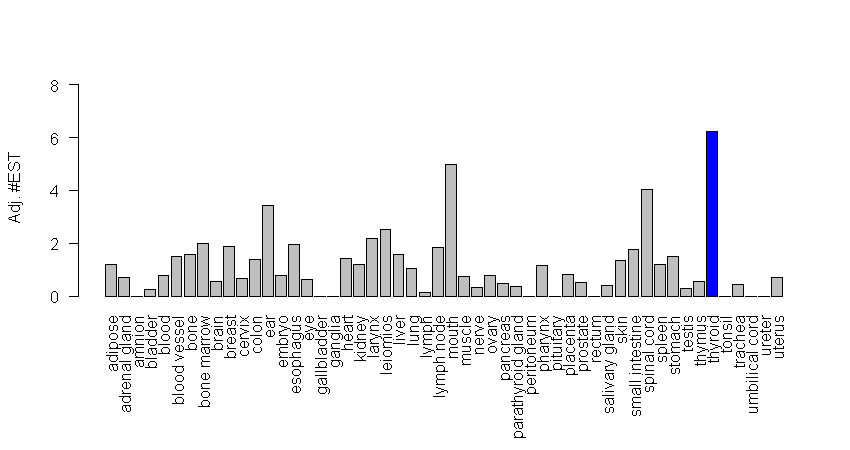 8
6
4
2
0
Adj. #EST
adipose
adrenal gland
amnion
bladder
blood
blood vessel
bone
bone marrow
brain
breast
cervix
colon
ear
embryo
esophagus
eye
gallbladder
ganglia
heart
kidney
larynx
leiomios
liver
lung
lymph
lymph node
mouth
muscle
nerve
ovary
pancreas
parathyroid gland
peritoneum
pharynx
pituitary
placenta
prostate
rectum
salivary gland
skin
small intestine
spinal cord
spleen
stomach
testis
thymus
thyroid
tonsil
trachea
umbilical cord
ureter
uterus